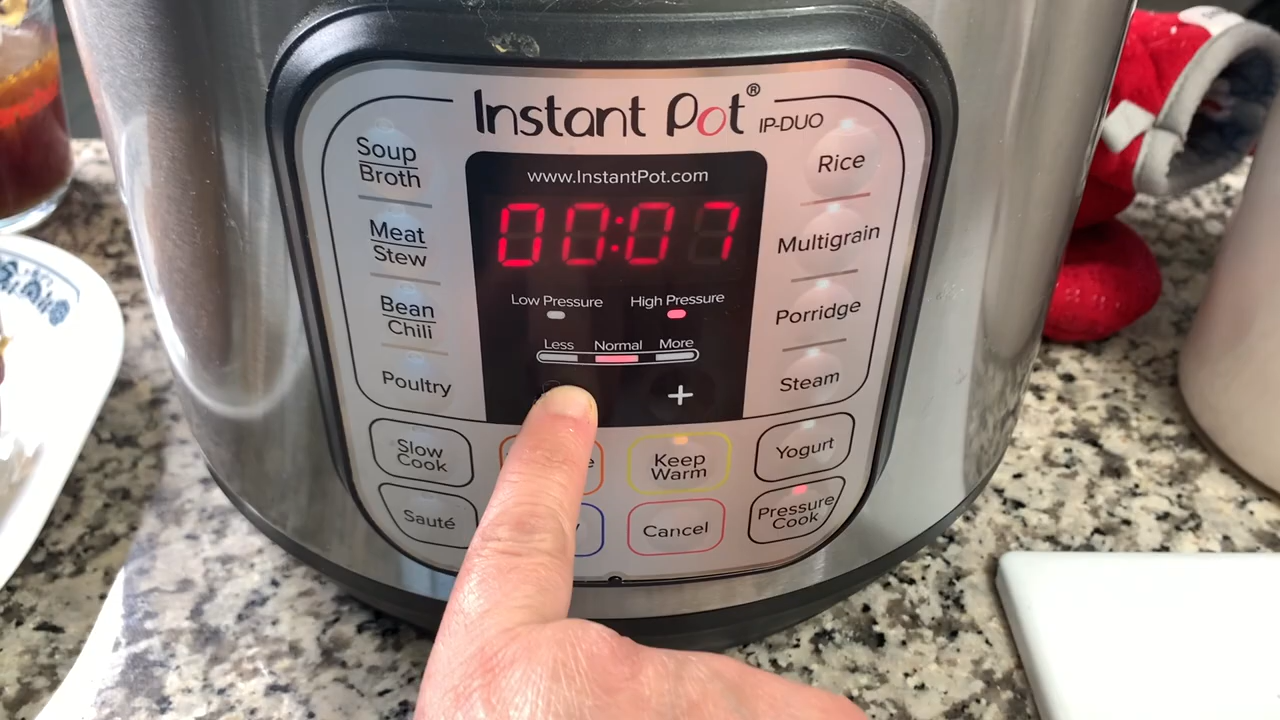 Instant Pot® IP-DUO
www.InstantPot.com
00:07
Low Pressure High Pressure
Less Normal More
+
Soup
Broth
Meat
Stew
Bean
Chili
Poultry
Rice
Multigrain
Porridge
Steam
Slow
Cook
Keep
Warm
Yogurt
Sauté
Cancel
Pressure
Cook